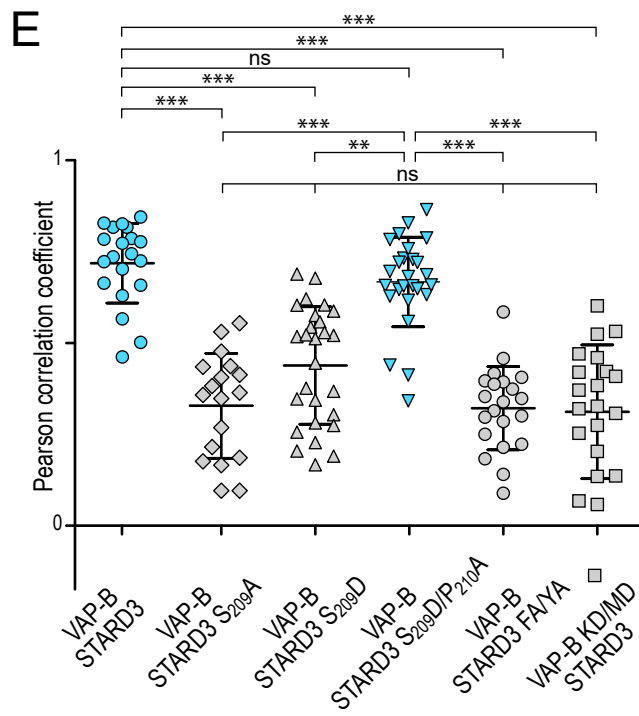 E
***
***
ns
***
***
*** ***
** ***
ns
1
0
Pearson correlation coefficient
VAP-B
STARD3
VAP-B
STARD3 S209A
VAP-B
STARD3 S209D
VAP-B
STARD3 S209D/P210A
VAP-B
STARD3 FA/YA
VAP-B KD/MD
STARD3